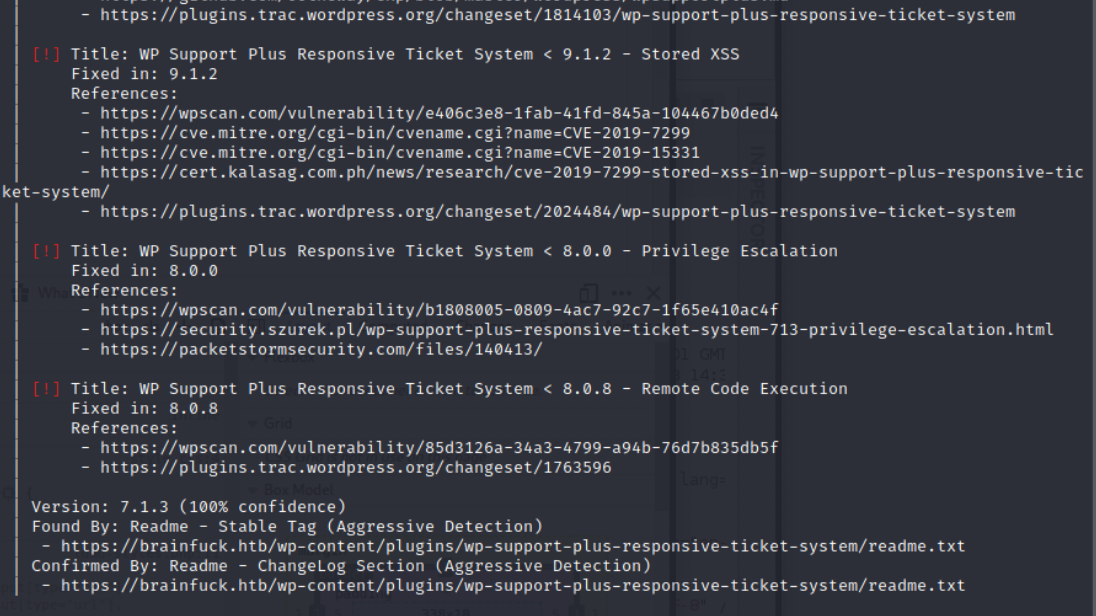 - https://plugins.trac.wordpress.org/changeset/1814103/wp-support-plus-responsive-ticket-system
[!] Title: WP Support Plus Responsive Ticket System < 9.1.2 - Stored XSS
Fixed in: 9.1.2
References:
- https://wpscan.com/vulnerability/e406c3e8-1fab-41fd-845a-104467b0ded4
- https://cve.mitre.org/cgi-bin/cvename.cgi?name=CVE-2019-7299
- https://cve.mitre.org/cgi-bin/cvename.cgi?name=CVE-2019-15331
- https://cert.kalasag.com.ph/news/research/cve-2019-7299-stored-xss-in-wp-support-plus-responsive-tic
ket-system/
- https://plugins.trac.wordpress.org/changeset/2024484/wp-support-plus-responsive-ticket-system
[!] Title: WP Support Plus Responsive Ticket System < 8.0.0 - Privilege Escalation
Fixed in: 8.0.0
References:
- https://wpscan.com/vulnerability/b1808005-0809-4ac7-92c7-1f65e410ac4f
- https://security.szurek.pl/wp-support-plus-responsive-ticket-system-713-privilege-escalation.html
- https://packetstormsecurity.com/files/140413/
[!] Title: WP Support Plus Responsive Ticket System < 8.0.8 - Remote Code Execution
Fixed in: 8.0.8
References:
- https://wpscan.com/vulnerability/85d3126a-34a3-4799-a94b-76d7b835db5f
- https://plugins.trac.wordpress.org/changeset/1763596
Version: 7.1.3 (100% confidence)
Found By: Readme - Stable Tag (Aggressive Detection)
- https://brainfuck.htb/wp-content/plugins/wp-support-plus-responsive-ticket-system/readme.txt
Confirmed By: Readme - ChangeLog Section (Aggressive Detection)
- https://brainfuck.htb/wp-content/plugins/wp-support-plus-responsive-ticket-system/readme.txt
Grid
Box Model